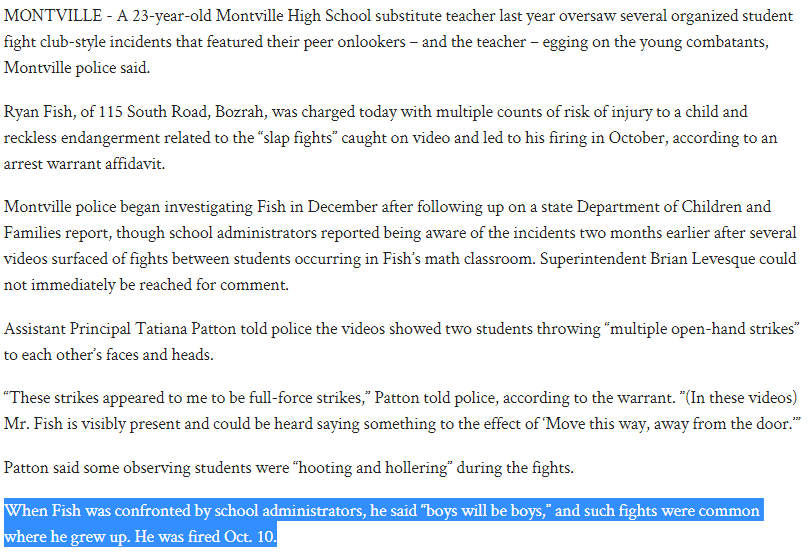 MONTVILLE - A 23-year-old Montville High School substitute teacher last year oversaw several organized student
fight club-style incidents that featured their peer onlookers – and the teacher – egging on the young combatants,
Montville police said.
Ryan Fish, of 115 South Road, Bozrah, was charged today with multiple counts of risk of injury to a child and
reckless endangerment related to the “slap fights” caught on video and led to his firing in October, according to an
arrest warrant affidavit.
Montville police began investigating Fish in December after following up on a state Department of Children and
Families report, though school administrators reported being aware of the incidents two months earlier after several
videos surfaced of fights between students occurring in Fish’s math classroom. Superintendent Brian Levesque could
not immediately be reached for comment.
Assistant Principal Tatiana Patton told police the videos showed two students throwing “multiple open-hand strikes”
to each other’s faces and heads.
“These strikes appeared to me to be full-force strikes,” Patton told police, according to the warrant. ”(In these videos)
Mr. Fish is visibly present and could be heard saying something to the effect of ‘Move this way, away from the door.’”
Patton said some observing students were “hooting and hollering” during the fights.
When Fish was confronted by school administrators, he said “boys will be boys,” and such fights were common
where he grew up. He was fired Oct. 10.